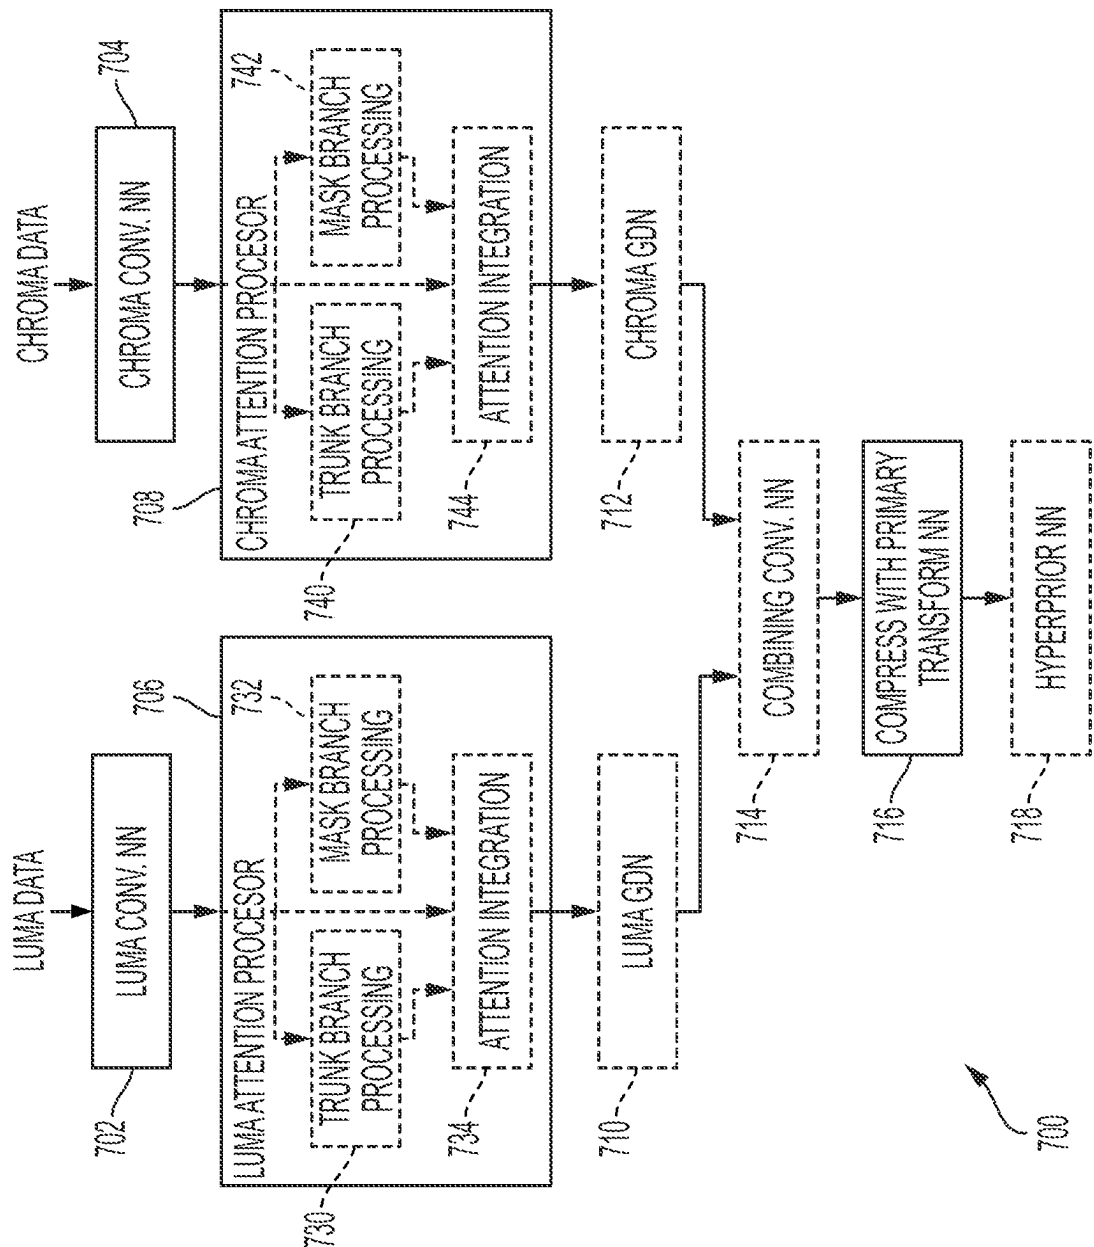 LUMA DATA
702
LUMA CONV. NN
706
LUMA ATTENTION PROCESOR
730
TRUNK BRANCH
PROCESSING
732
MASK BRANCH
PROCESSING
734
ATTENTION INTEGRATION
710
LUMA GDN
CHROMA DATA
704
CHROMA CONV. NN
708
CHROMA ATTENTION PROCESOR
740
TRUNK BRANCH
PROCESSING
742
MASK BRANCH
PROCESSING
744
ATTENTION INTEGRATION
712
CHROMA GDN
714
COMBINING CONV. NN
716
COMPRESS WITH PRIMARY
TRANSFORM NN
718
HYPERPRIOR NN
700